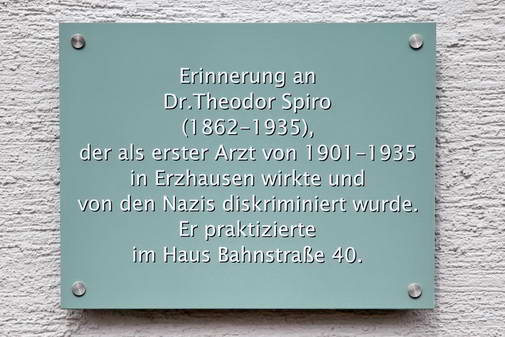 Erinnerung an
Dr.Theodor Spiro
(1862-1935),
der als erster Arzt von 1901-1935
in Erzhausen wirkte und
von den Nazis diskriminiert wurde.
Er praktizierte
im Haus Bahnstraße 40.